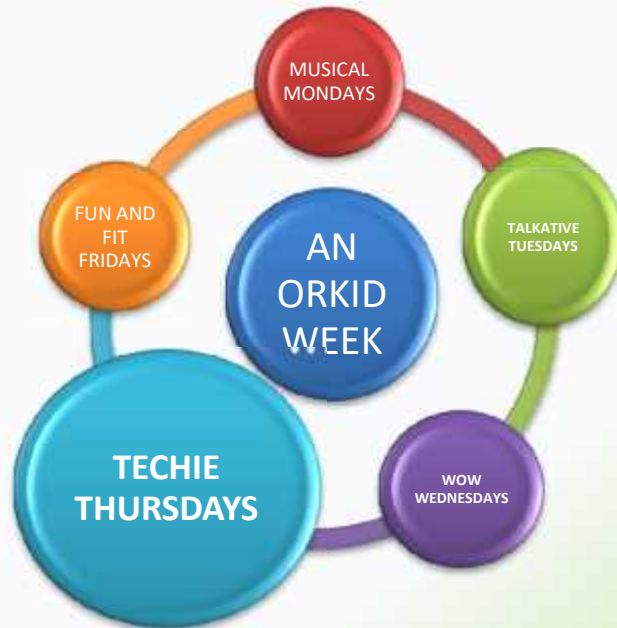 MUSICAL
MONDAYS
TALKATIVE
TUESDAYS
WOW
WEDNESDAYS
TECHIE
THURSDAYS
FUN AND
FIT
FRIDAYS
AN
ORKID
WEEK